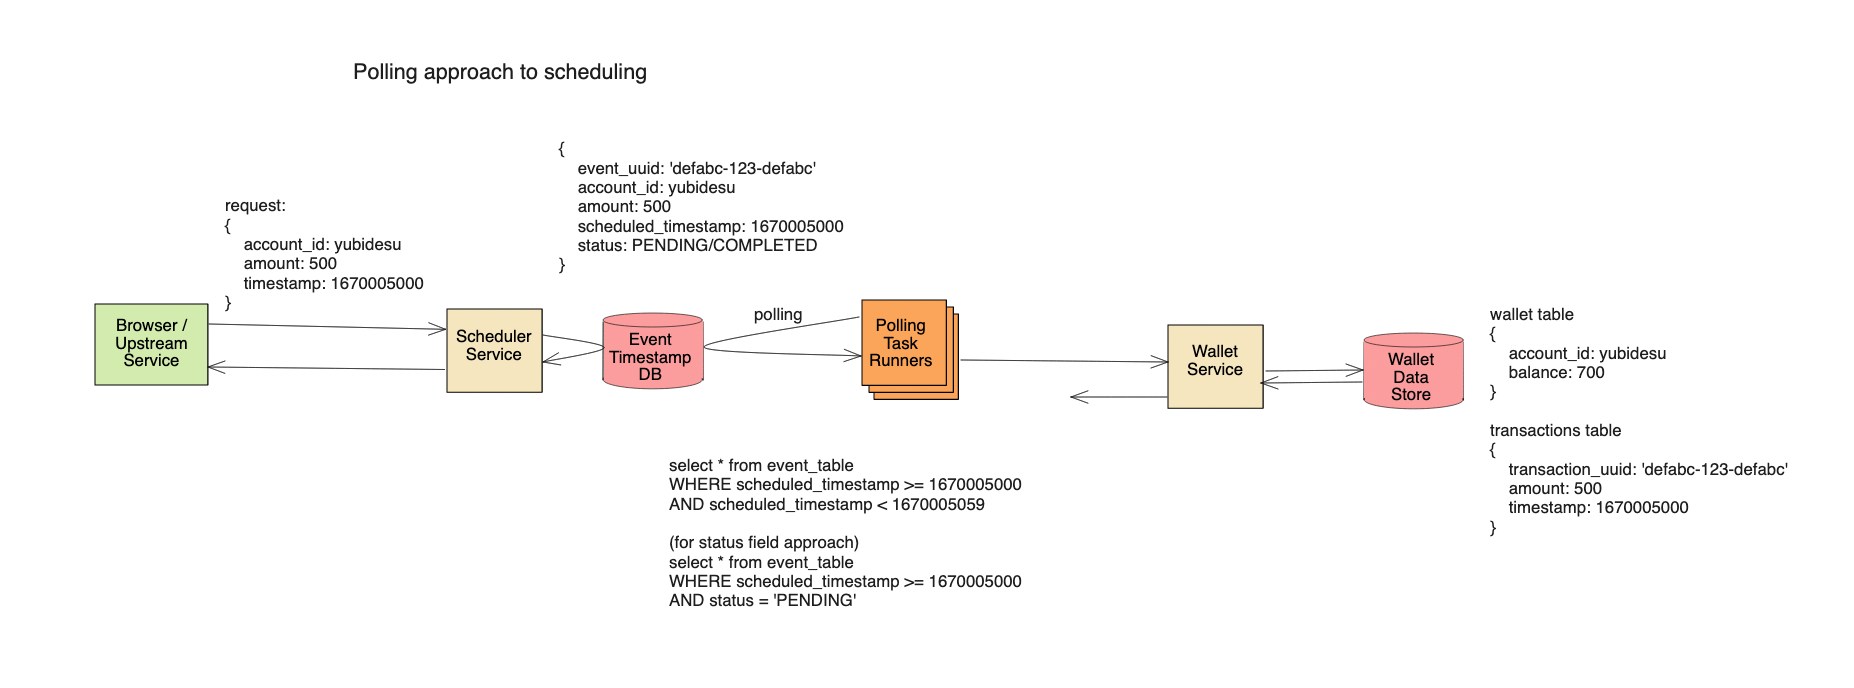 Polling approach to scheduling
request:
{
account_id: yubidesu
amount: 500
timestamp: 1670005000
}
{
event_uuid: 'defabc-123-defabc'
account_id: yubidesu
amount: 500
scheduled_timestamp: 1670005000
status: PENDING/COMPLETED
}
Browser /
Upstream
Service
Scheduler
Service
Event
Timestamp
DB
polling
Polling
Task
Runners
Wallet
Service
Wallet
Data
Store
wallet table
{
account_id: yubidesu
balance: 700
}
transactions table
{
transaction_uuid: 'defabc-123-defabc'
amount: 500
timestamp: 1670005000
}
select * from event_table
WHERE scheduled_timestamp >= 1670005000
AND scheduled_timestamp < 1670005059
(for status field approach)
select * from event_table
WHERE scheduled_timestamp >= 1670005000
AND status = 'PENDING'